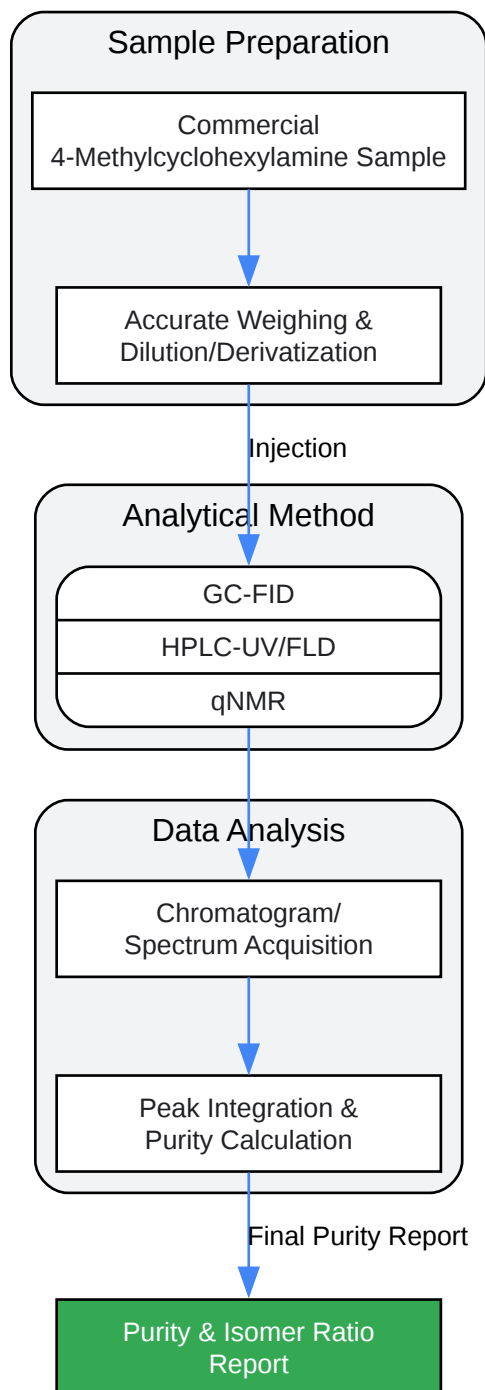 Sample Preparation
Commercial
4-Methylcyclohexylamine Sample
Accurate Weighing &
Dilution/Derivatization
Injection
Analytical Method
GC-FID
HPLC-UV/FLD
qNMR
Data Analysis
Chromatogram/
Spectrum Acquisition
Peak Integration &
Purity Calculation
Final Purity Report
Purity & Isomer Ratio
Report